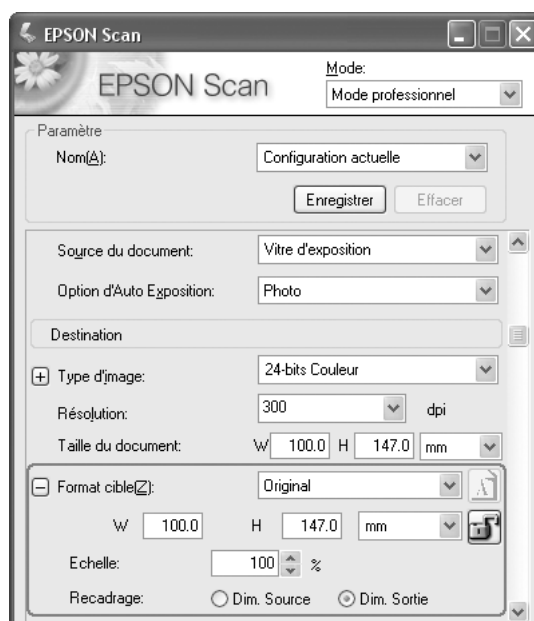 EPSON Scan
EPSON Scan
Mode:
Mode professionnel
Paramètre
Nom(A): Configuration actuelle
Enregistrer Effacer
Source du document: Vitre d'exposition
Option d'Auto Exposition: Photo
Destination
Type d'image: 24-bits Couleur
Résolution: 300 dpi
Taille du document: W 100.0 H 147.0 mm
Format cible(Z): Original
W 100.0 H 147.0 mm
Echelle: 100 %
Recadrage: Dim. Source Dim. Sortie